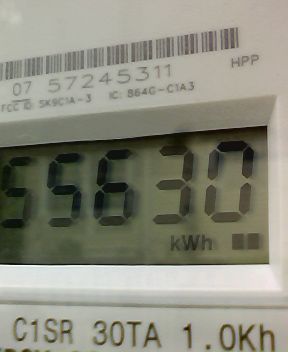 07 57245311
HPP
FCC ID: SK9C1A-3 IC: 864G-C1A3
55630
kWh
C1SR 30TA 1.0Kh